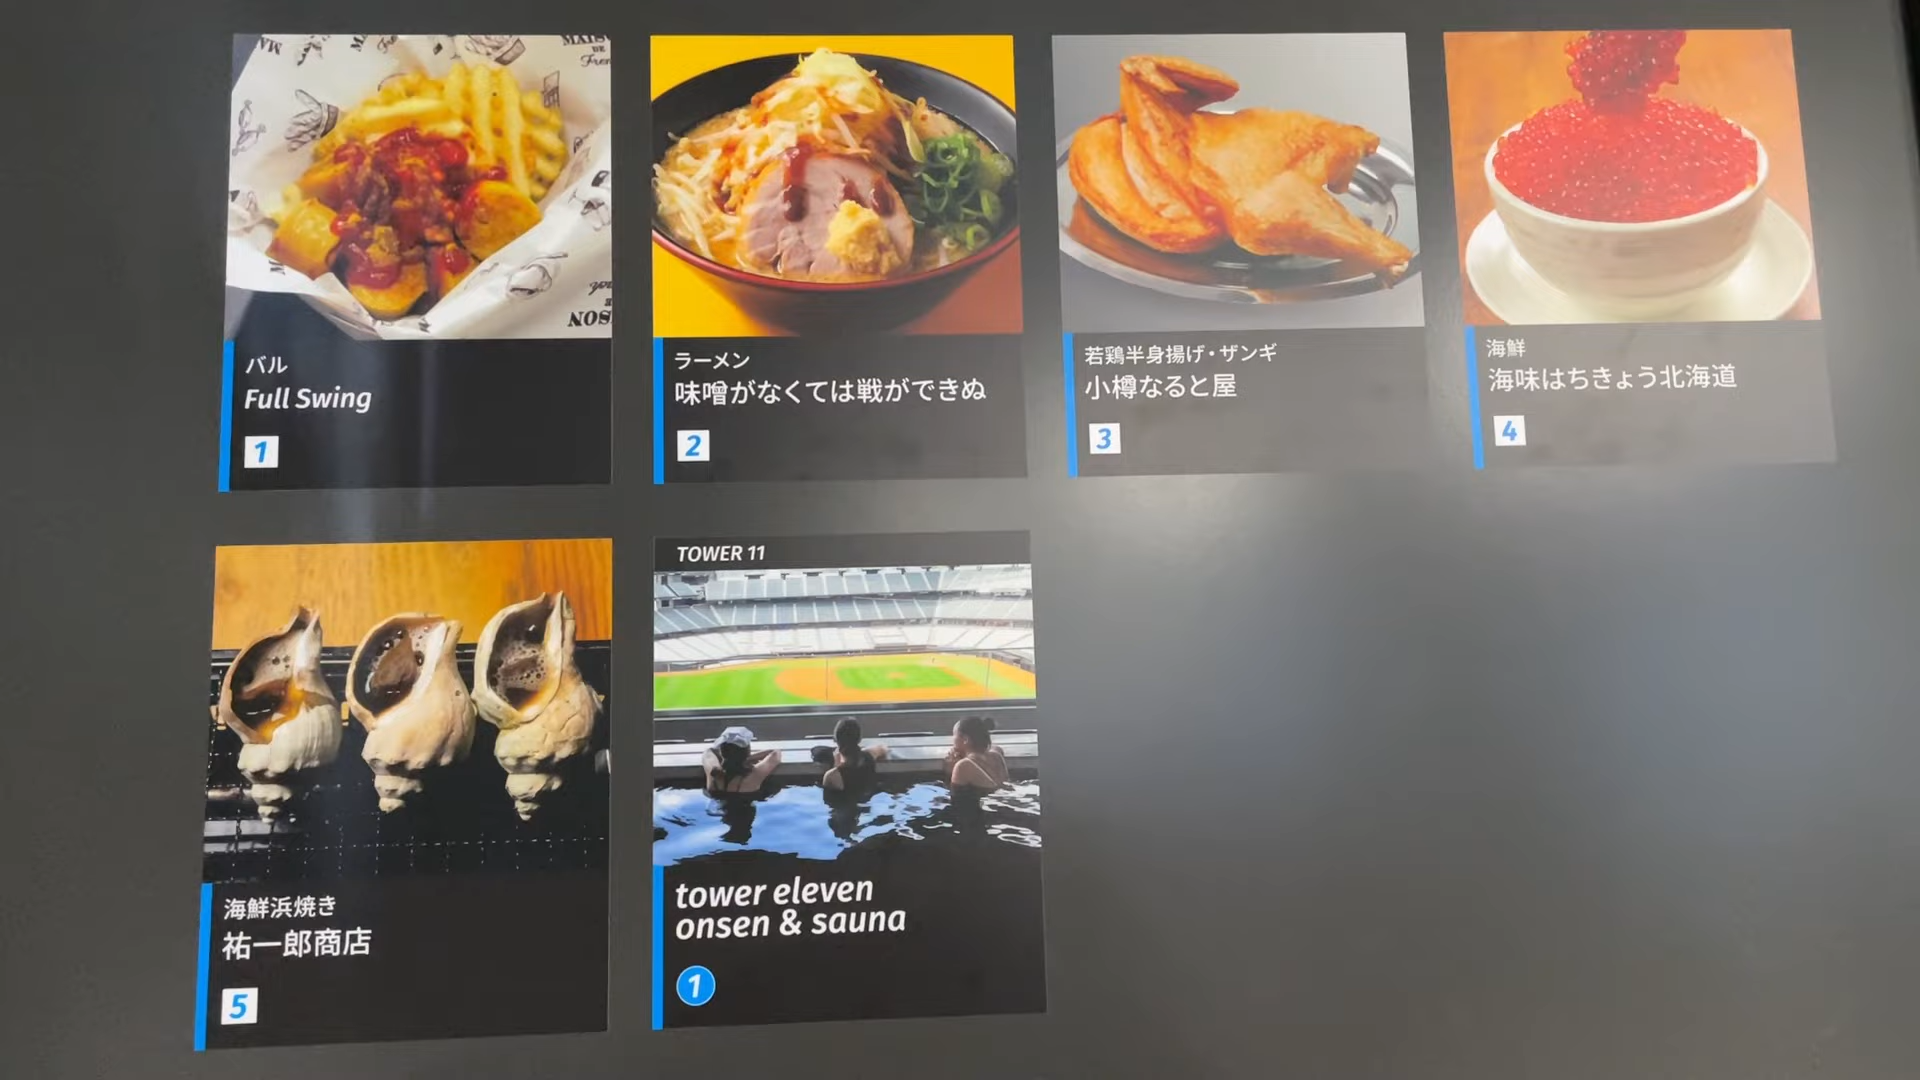 バル
Full Swing
1
ラーメン
味噌がなくては戦ができぬ
2
若鶏半身揚げ・ザンギ
小樽なると屋
3
海鮮
海味はちきょう北海道
4
海鮮浜焼き
祐一郎商店
5
TOWER 11
tower eleven
onsen & sauna
1